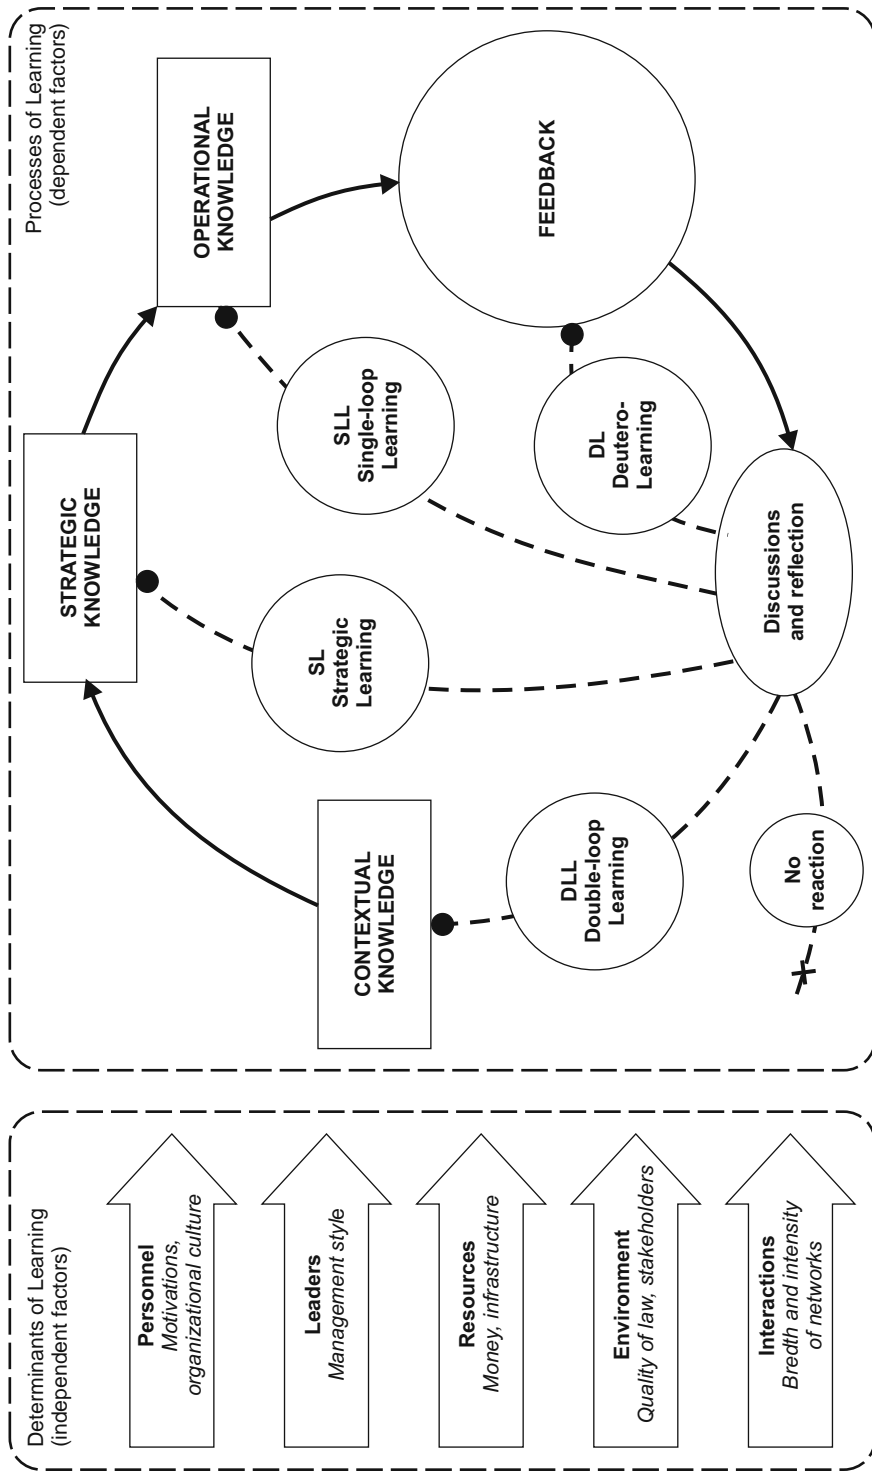 Determinants of Learning
(independent factors)
Personnel
Motivations,
organizational culture
Leaders
Management style
Resources
Money, infrastructure
Environment
Quality of law, stakeholders
Interactions
Bredth and intensity
of networks
Processes of Learning
(dependent factors)
STRATEGIC
KNOWLEDGE
OPERATIONAL
KNOWLEDGE
CONTEXTUAL
KNOWLEDGE
FEEDBACK
SL
Strategic
Learning
SLL
Single-loop
Learning
DLL
Double-loop
Learning
DL
Deutero-
Learning
Discussions
and reflection
No
reaction